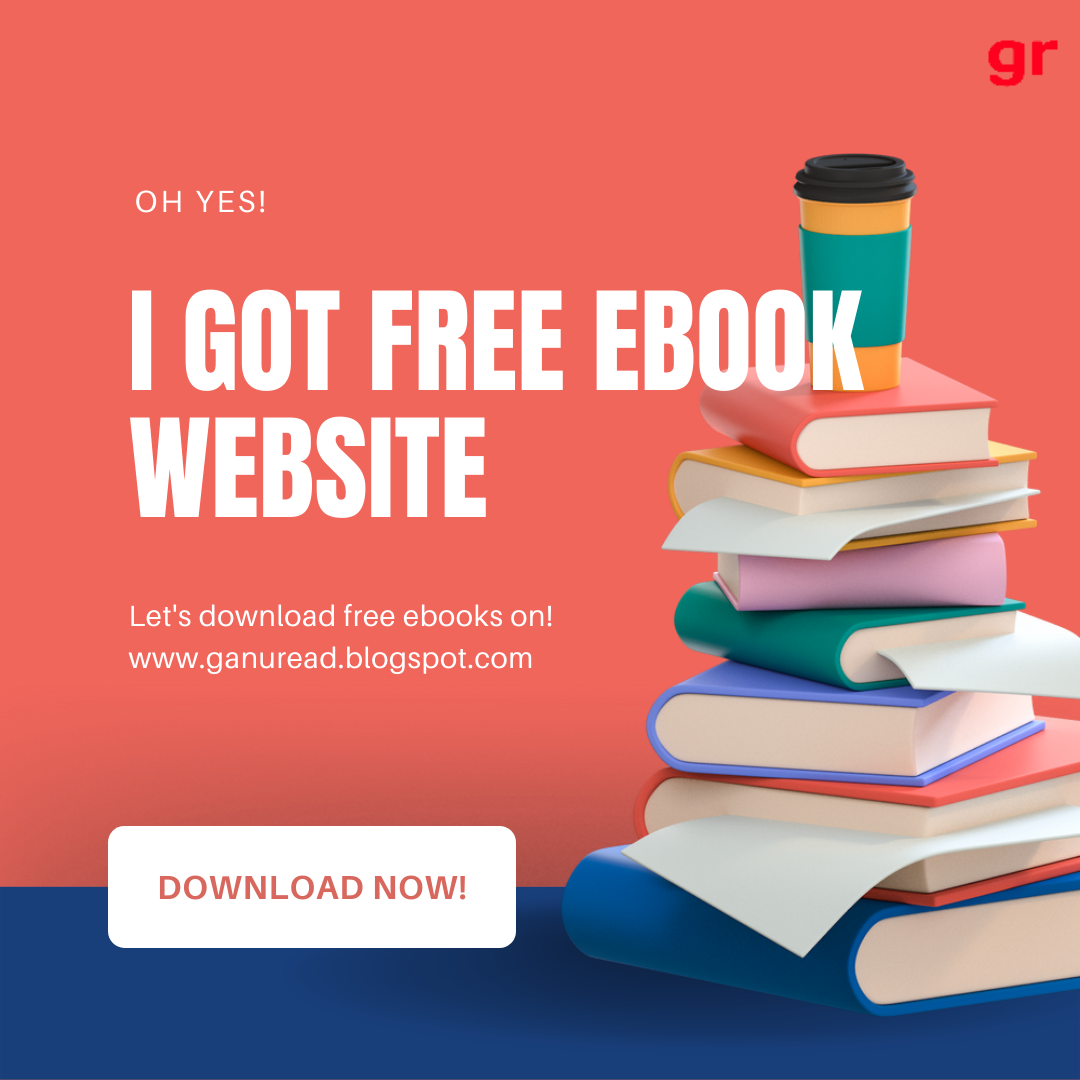 gr
OH YES!
I GOT FREE EBOOK
WEBSITE
Let's download free ebooks on!
www.ganuread.blogspot.com
DOWNLOAD NOW!